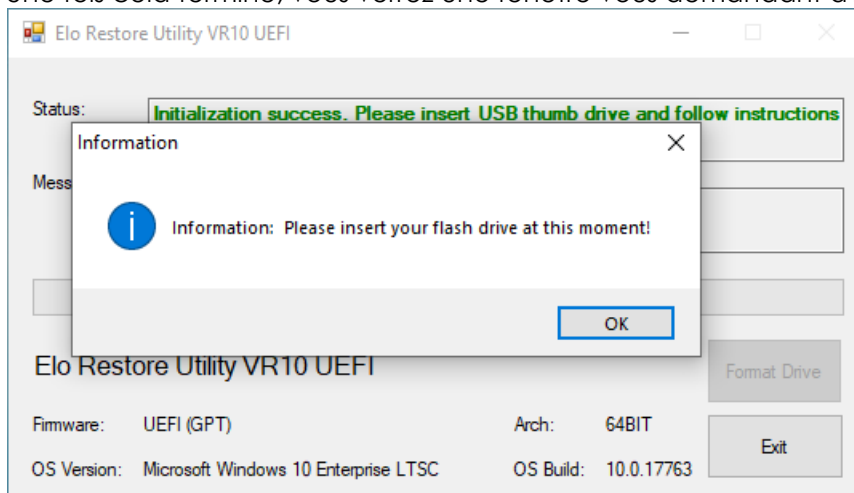 Elo Restore Utility VR10 UEFI
Status:
Initialization success. Please insert USB thumb drive and follow instructions
Information
Mess
Information: Please insert your flash drive at this moment!
OK
Elo Restore Utility VR10 UEFI
Format Drive
Firmware: UEFI (GPT) Arch: 64BIT
Exit
OS Version: Microsoft Windows 10 Enterprise LTSC OS Build: 10.0.17763